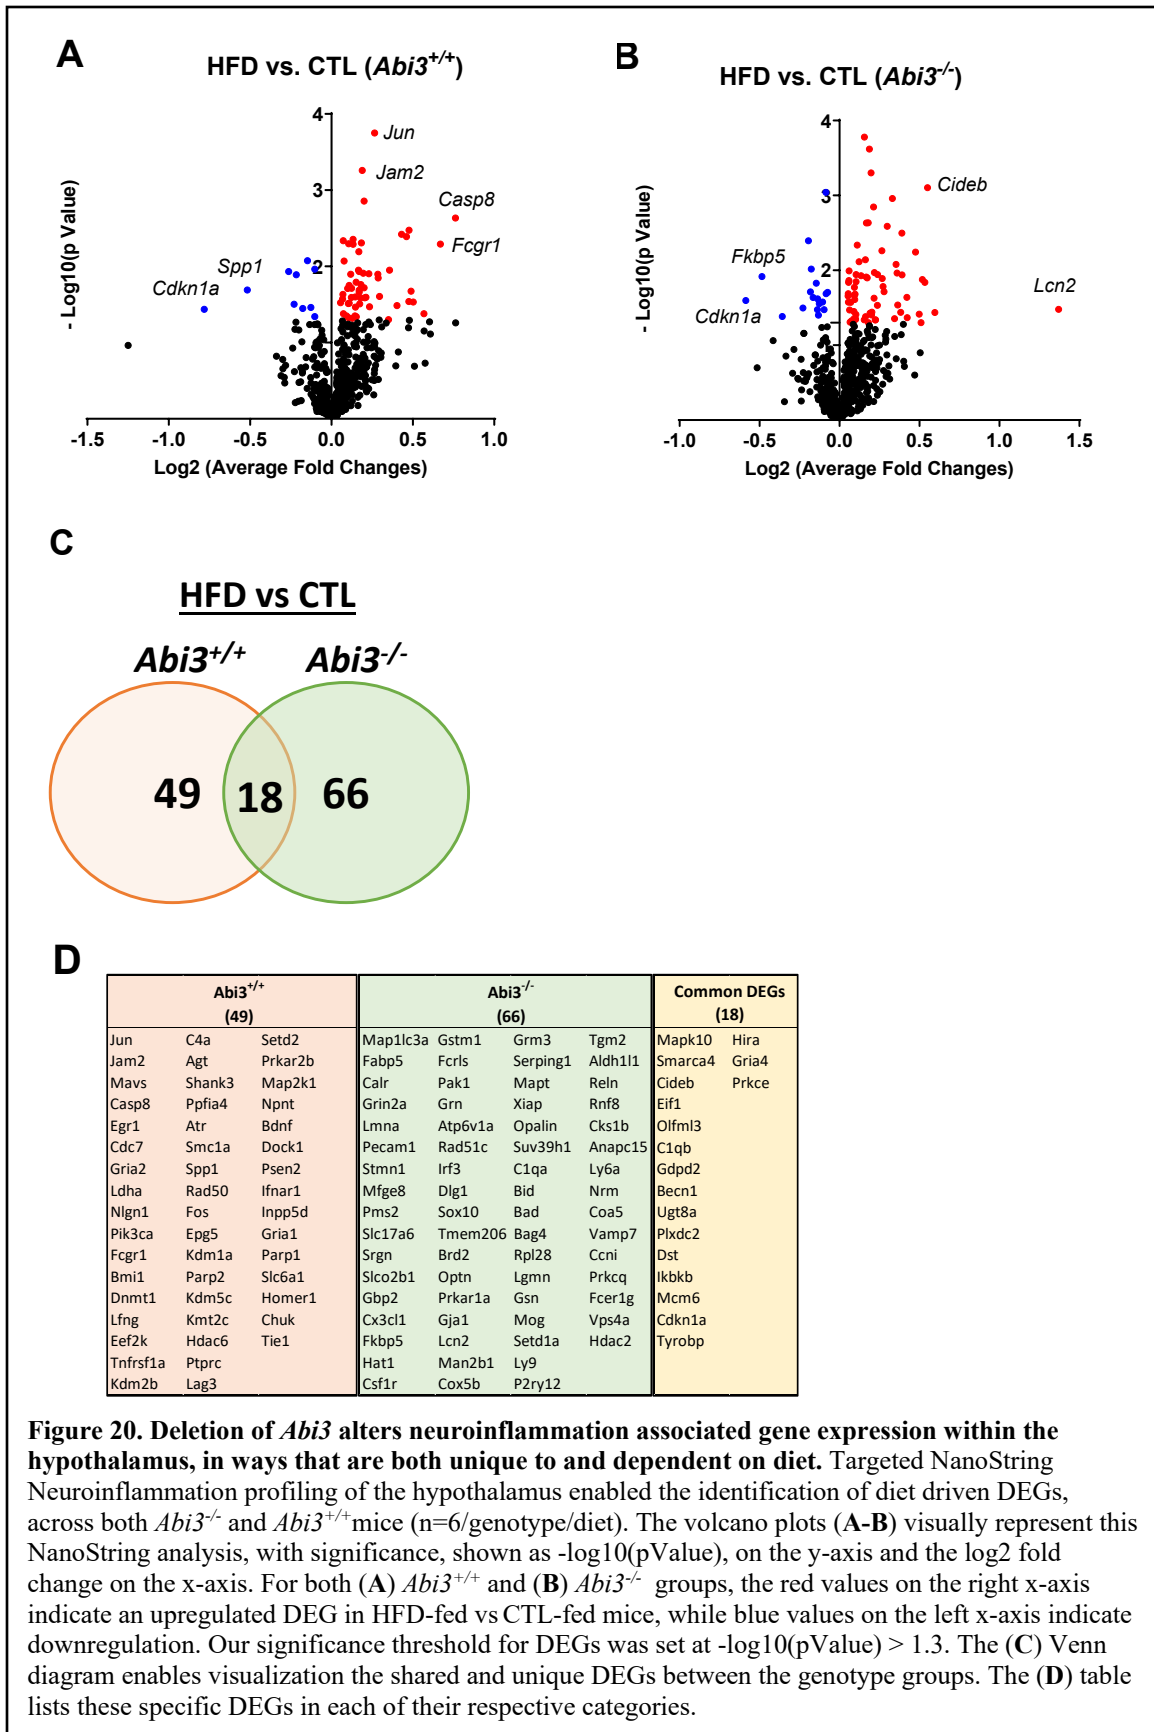 A
HFD vs. CTL (Abi3+/+)
- Log10(p Value)
4
3
2
Jun
Jam2
Casp8
Fcgr1
Spp1
Cdkn1a
-1.5 -1.0 -0.5 0.0 0.5 1.0
Log2 (Average Fold Changes)
B
HFD vs. CTL (Abi3-/-)
- Log10(p Value)
4
3
2
Cideb
Fkbp5
Lcn2
Cdkn1a
-1.0 -0.5 0.0 0.5 1.0 1.5
Log2 (Average Fold Changes)
C
HFD vs CTL
Abi3+/+ Abi3-/-
49 18 66
D
Abi3+/+ Abi3-/- Common DEGs
(49) (66) (18)
Jun C4a Setd2 Map1lc3a Gstm1 Grm3 Tgm2 Mapk10 Hira
Jam2 Agt Prkar2b Fabp5 Fcrls Serping1 Aldh1l1 Smarca4 Gria4
Mavs Shank3 Map2k1 Calr Pak1 Mapt Reln Cideb Prkce
Casp8 Ppfia4 Npnt Grin2a Grn Xiap Rnf8 Eif1
Egr1 Atr Bdnf Lmna Atp6v1a Opalin Cks1b Olfml3
Cdc7 Smc1a Dock1 Pecam1 Rad51c Suv39h1 Anapc15 C1qb
Gria2 Spp1 Psen2 Stmn1 Irf3 C1qa Ly6a Gdpd2
Ldha Rad50 Ifnar1 Mfge8 Dlg1 Bid Nrm Becn1
Nlgn1 Fos Inpp5d Pms2 Sox10 Bad Coa5 Ugt8a
Pik3ca Epg5 Gria1 Slc17a6 Tmem206 Bag4 Vamp7 Plxdc2
Fcgr1 Kdm1a Parp1 Srgn Brd2 Rpl28 Ccni Dst
Bmi1 Parp2 Slc6a1 Slco2b1 Optn Lgmn Prkcq Ikbkb
Dnmt1 Kdm5c Homer1 Gbp2 Prkar1a Gsn Fcer1g Mcm6
Lfng Kmt2c Chuk Cx3cl1 Gja1 Mog Vps4a Cdkn1a
Eef2k Hdac6 Tie1 Fkbp5 Lcn2 Setd1a Hdac2 Tyrobp
Tnfrsf1a Ptprc Hat1 Man2b1 Ly9
Kdm2b Lag3 Csf1r Cox5b P2ry12
Figure 20. Deletion of Abi3 alters neuroinflammation associated gene expression within the
hypothalamus, in ways that are both unique to and dependent on diet. Targeted NanoString
Neuroinflammation profiling of the hypothalamus enabled the identification of diet driven DEGs,
across both Abi3-/- and Abi3+/+mice (n=6/genotype/diet). The volcano plots (A-B) visually represent this
NanoString analysis, with significance, shown as -log10(pValue), on the y-axis and the log2 fold
change on the x-axis. For both (A) Abi3+/+ and (B) Abi3-/- groups, the red values on the right x-axis
indicate an upregulated DEG in HFD-fed vs CTL-fed mice, while blue values on the left x-axis indicate
downregulation. Our significance threshold for DEGs was set at -log10(pValue) > 1.3. The (C) Venn
diagram enables visualization the shared and unique DEGs between the genotype groups. The (D) table
lists these specific DEGs in each of their respective categories.